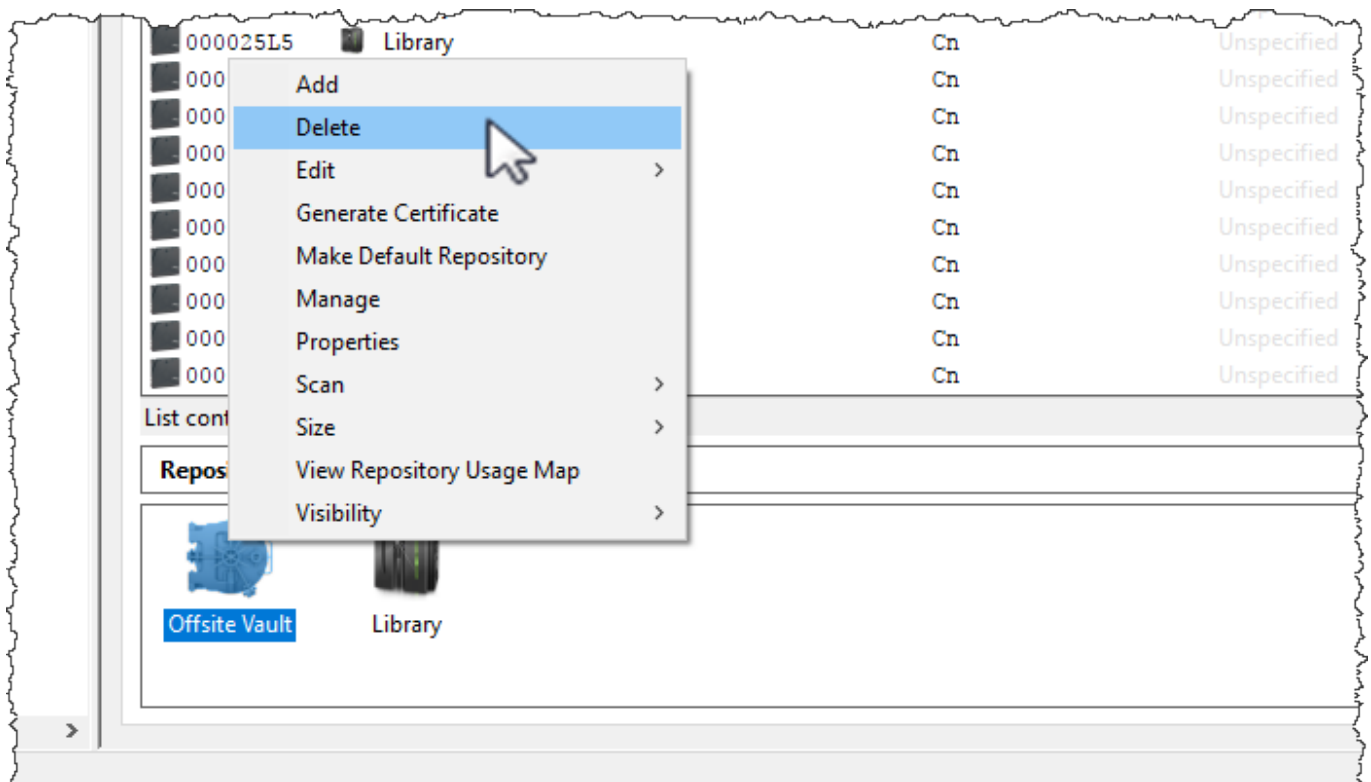 000025L5 Library Cn Unspecified
000 Cn Unspecified
000 Cn Unspecified
000 Cn Unspecified
000 Cn Unspecified
000 Cn Unspecified
000 Cn Unspecified
000 Cn Unspecified
000 Cn Unspecified
000 Cn Unspecified
Add
Delete
Edit
Generate Certificate
Make Default Repository
Manage
Properties
Scan
Size
View Repository Usage Map
Visibility
List cont
Reposi
Offsite Vault
Library